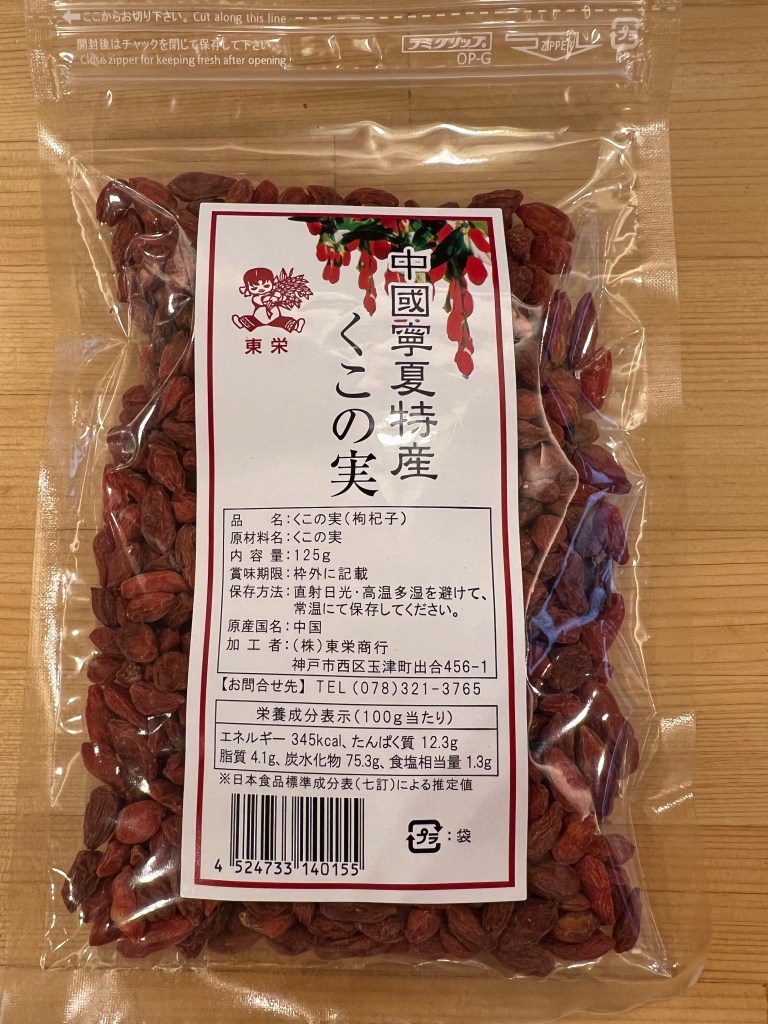 ここからお切り下さい。Cut along this line
開封後はチャックを閉じて保存して下さい。
Close zipper for keeping fresh after opening
ラミグリップ®
OP-G
ZIPPER
プラ
中國寧夏特産
くこの実
東栄
品　名：くこの実（枸杞子）
原材料名：くこの実
内容量：125g
賞味期限：枠外に記載
保存方法：直射日光・高温多湿を避けて、
常温にて保存してください。
原産国名：中国
加工者：（株）東栄商行
神戸市西区玉津町出合456-1
【お問合せ先】 TEL（078）321-3765
栄養成分表示（100g当たり）
エネルギー 345kcal、たんぱく質 12.3g
脂質 4.1g、炭水化物 75.3g、食塩相当量 1.3g
※日本食品標準成分表（七訂）による推定値
プラ：袋
4 524733 140155